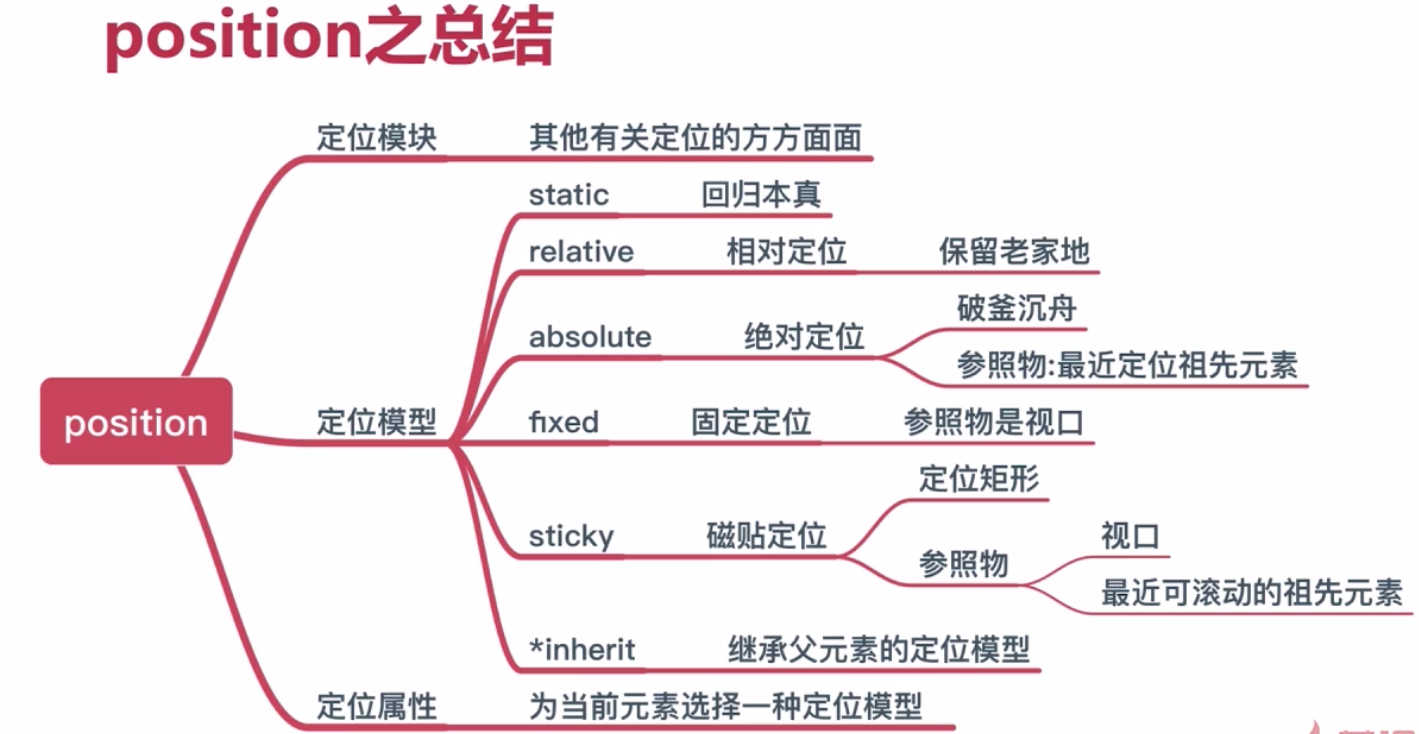 position之总结
定位模块 其他有关定位的方方面面
static 回归本真
relative 相对定位 保留老家地
absolute 绝对定位
破釜沉舟
参照物:最近定位祖先元素
position
定位模型
fixed 固定定位 参照物是视口
sticky 磁贴定位
定位矩形
参照物
视口
最近可滚动的祖先元素
*inherit 继承父元素的定位模型
定位属性 为当前元素选择一种定位模型